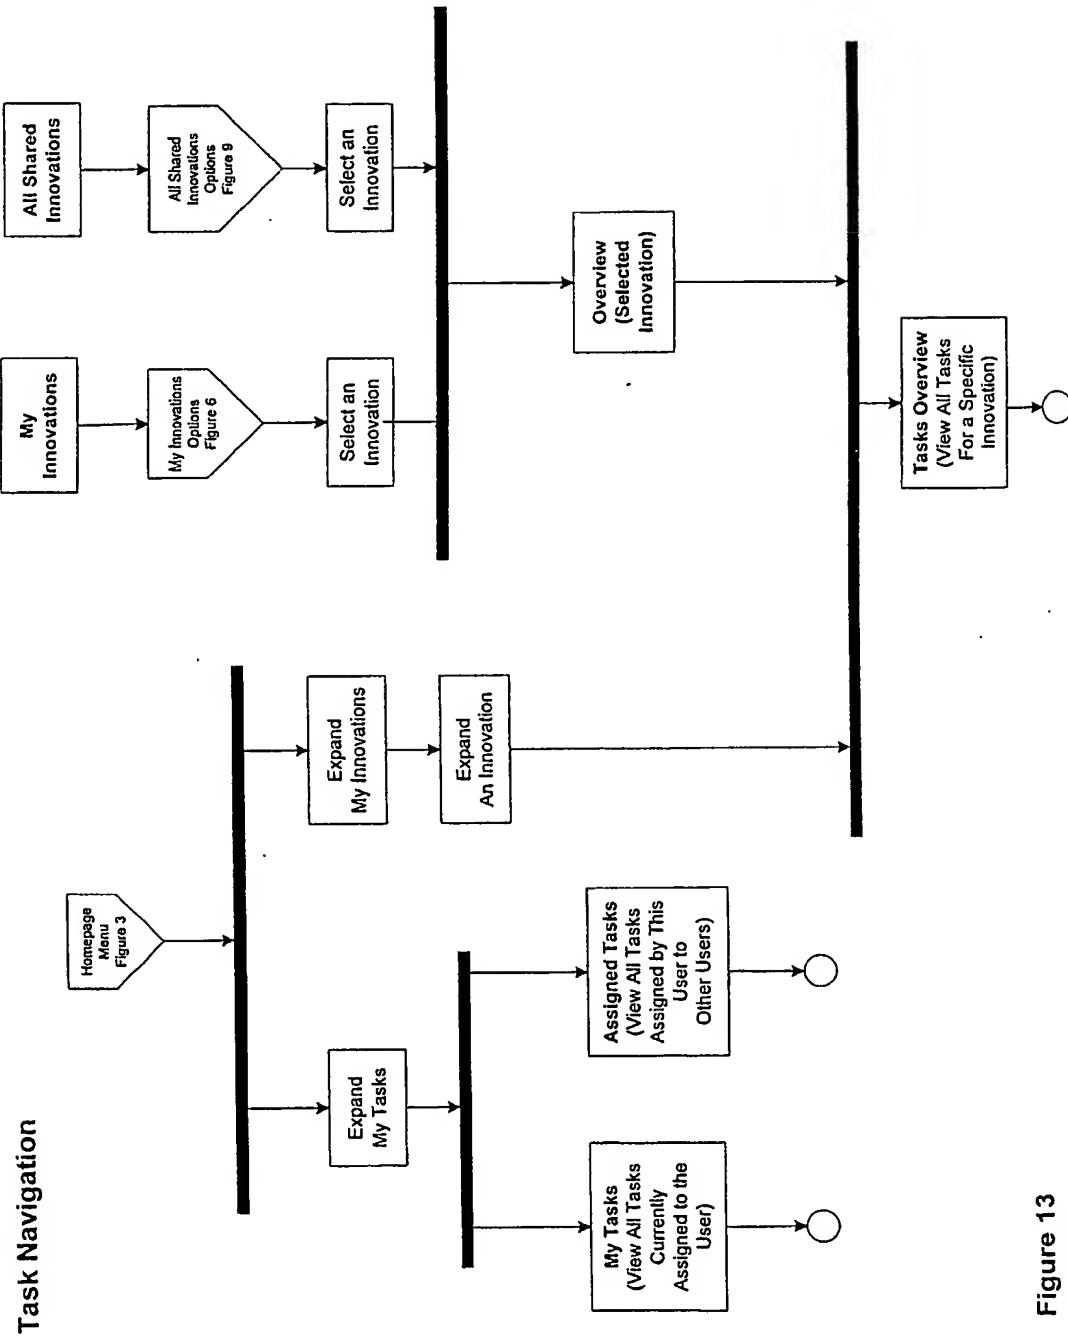 Task Navigation
Homepage
Menu
Figure 3
Expand
My Tasks
My Tasks
(View All Tasks
Currently
Assigned to the
User)
Assigned Tasks
(View All Tasks
Assigned by This
User to
Other Users)
Expand
My Innovations
Expand
An Innovation
My
Innovations
My Innovations
Options
Figure 6
Select an
Innovation
All Shared
Innovations
All Shared
Innovations
Options
Figure 9
Select an
Innovation
Overview
(Selected
Innovation)
Tasks Overview
(View All Tasks
For a Specific
Innovation)
Figure 13